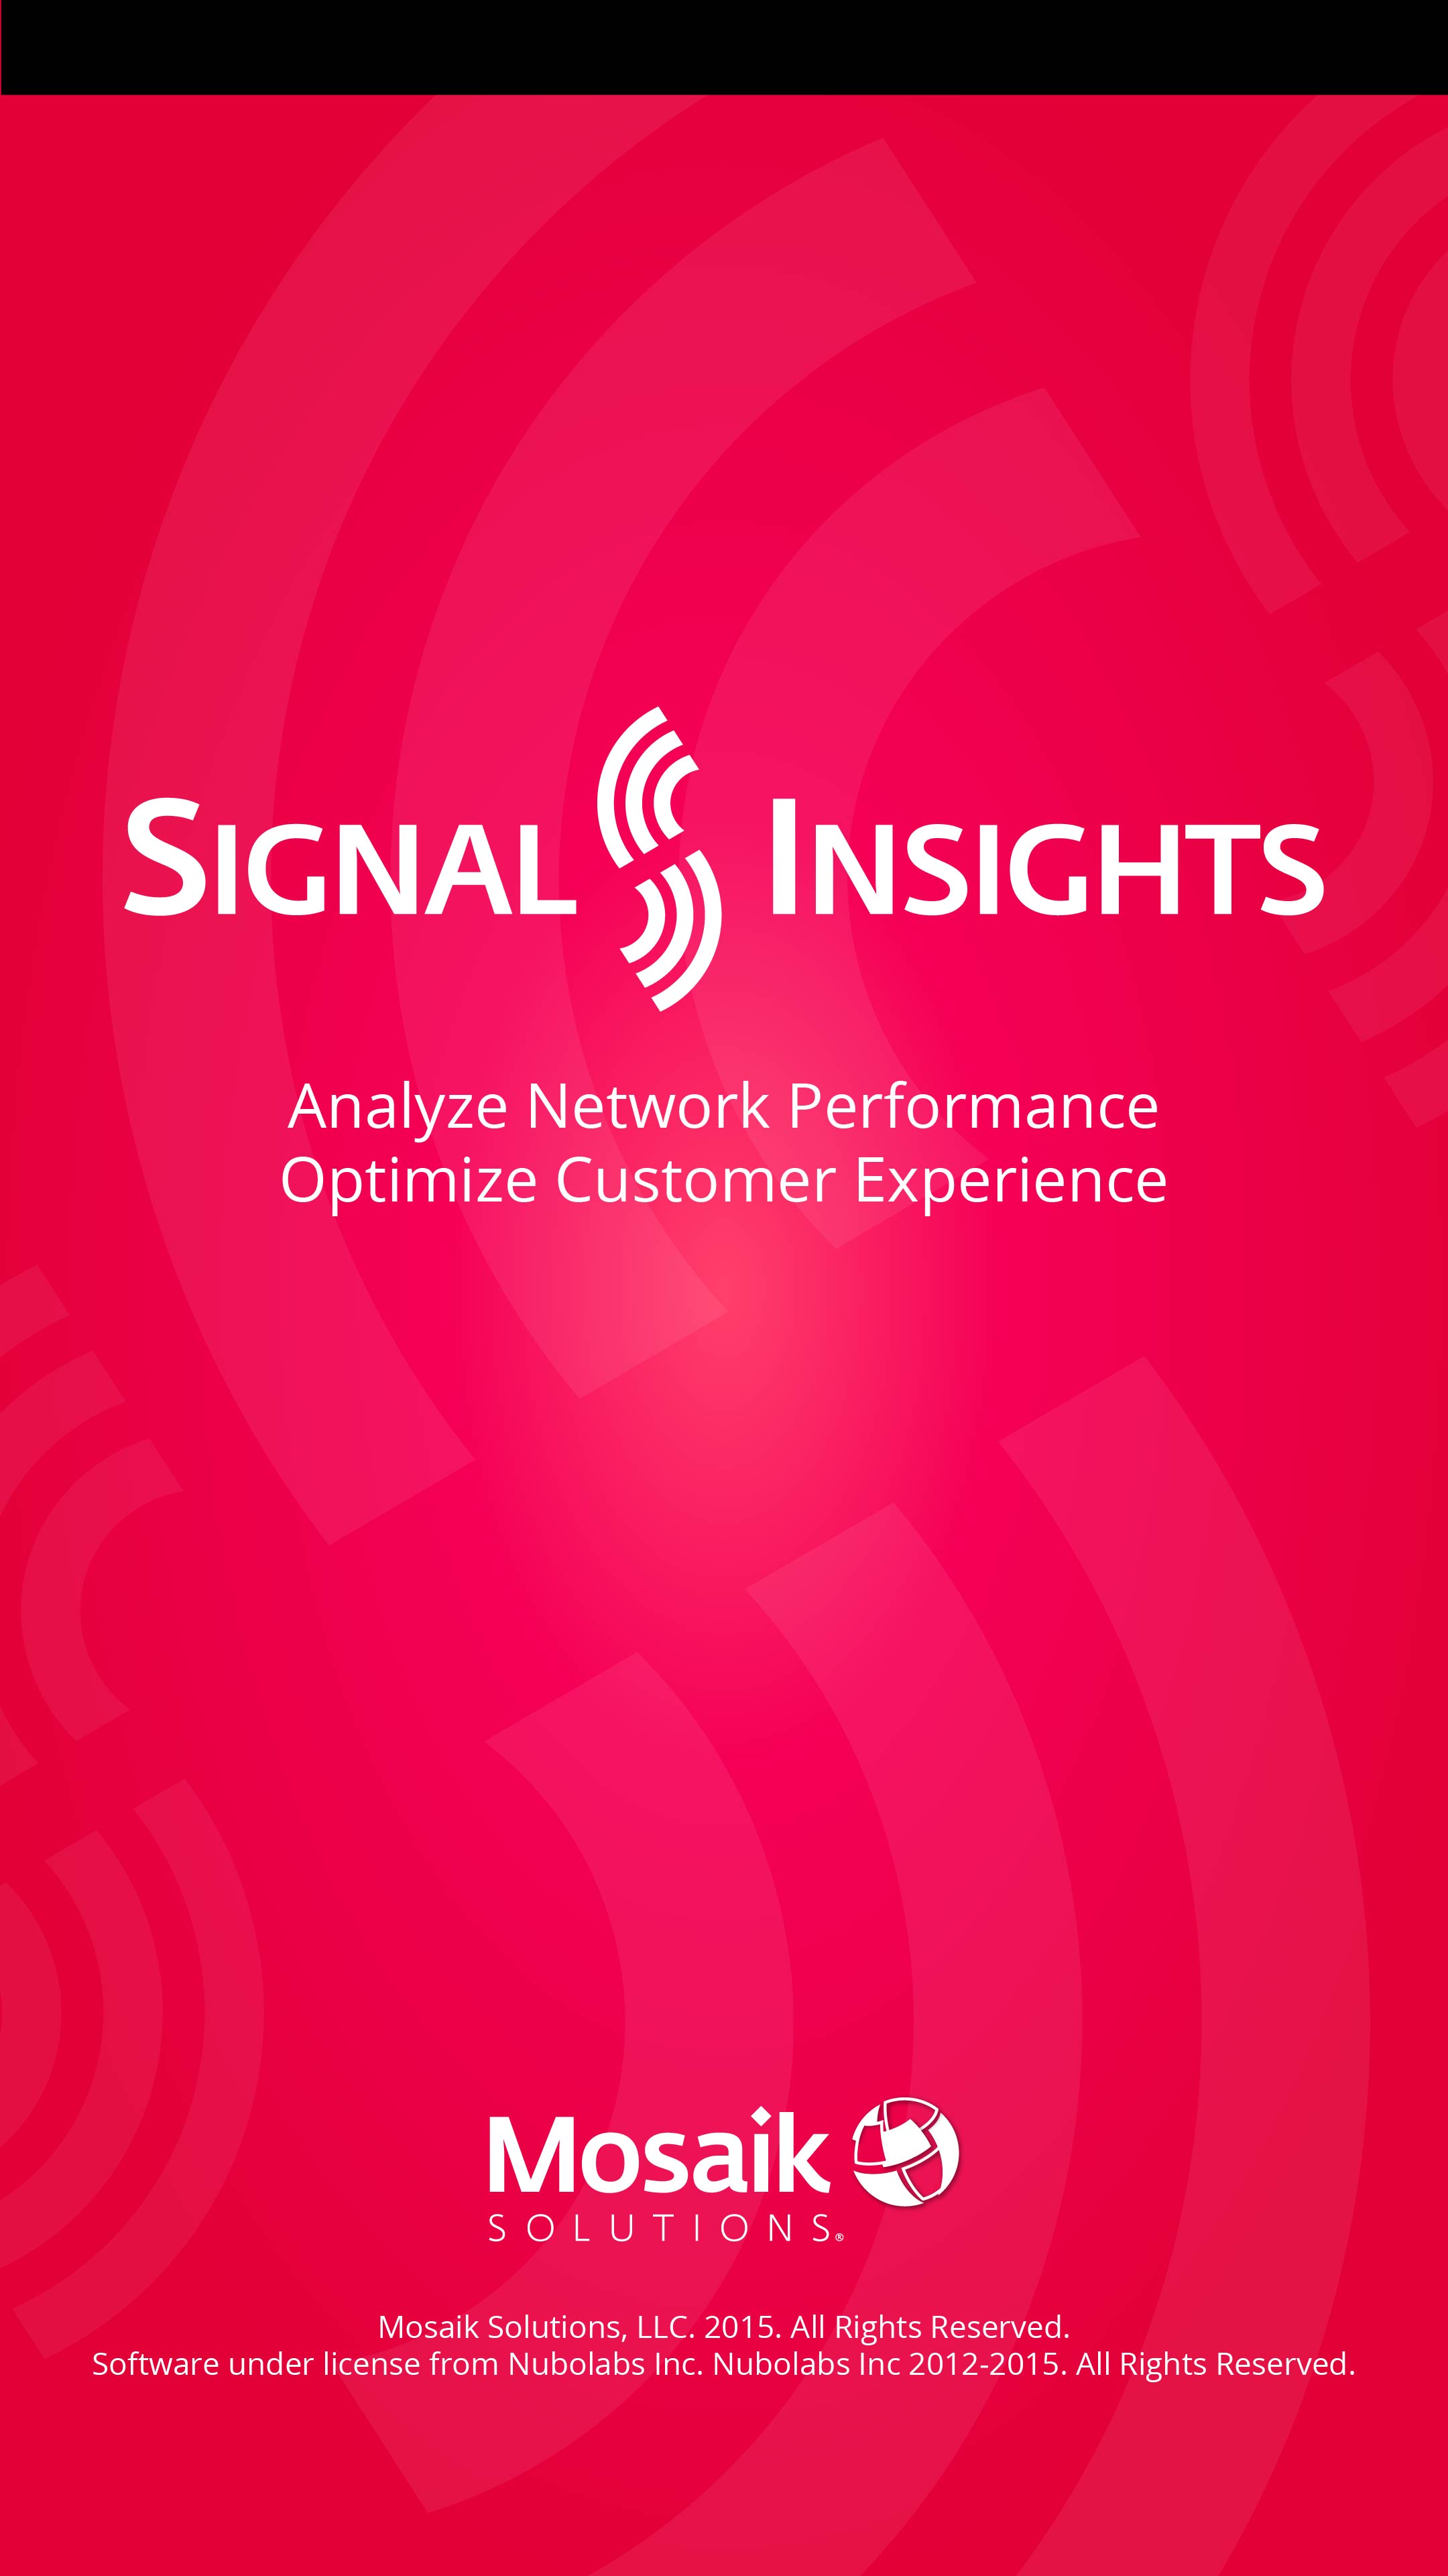 SIGNAL INSIGHTS
Analyze Network Performance
Optimize Customer Experience
Mosaik
SOLUTIONS®
Mosaik Solutions, LLC. 2015. All Rights Reserved.
Software under license from Nubolabs Inc. Nubolabs Inc 2012-2015. All Rights Reserved.